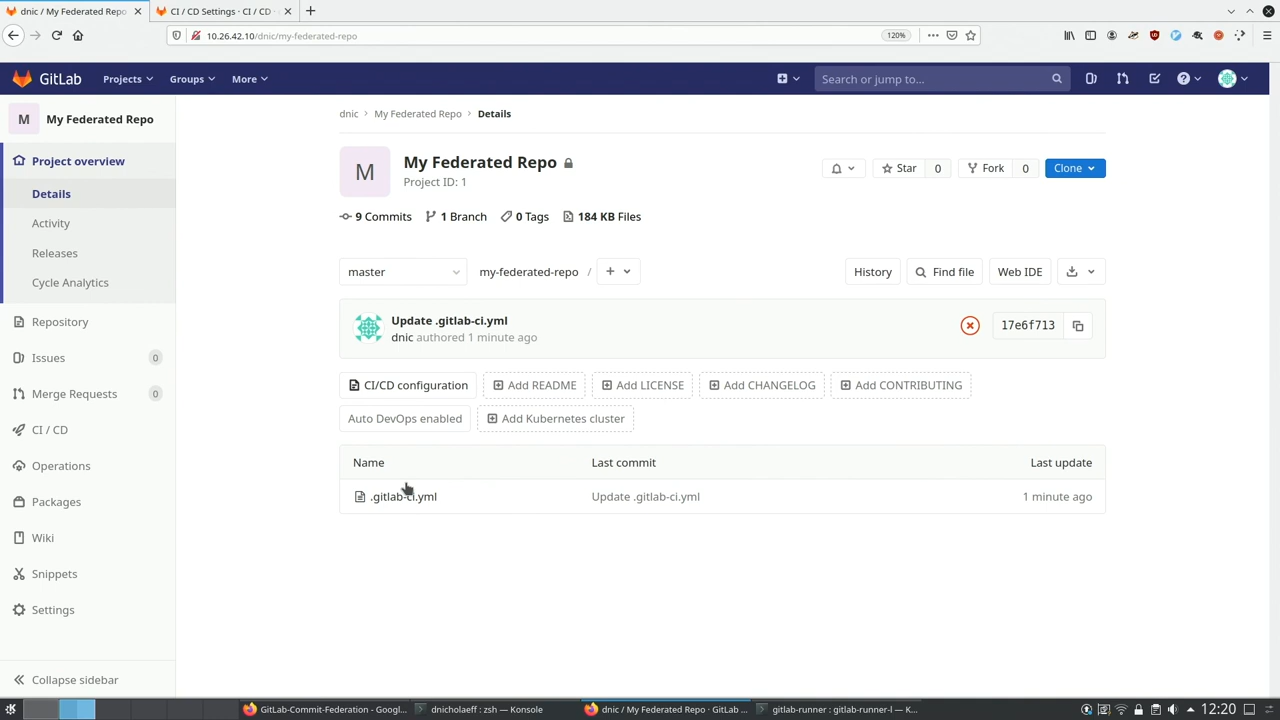 dnic / My Federated Repo
CI / CD Settings · CI / CD
10.26.42.10/dnic/my-federated-repo
120%
GitLab
Projects
Groups
More
Search or jump to...
M
My Federated Repo
Project overview
Details
Activity
Releases
Cycle Analytics
Repository
Issues
0
Merge Requests
0
CI / CD
Operations
Packages
Wiki
Snippets
Settings
Collapse sidebar
dnic
My Federated Repo
Details
M
My Federated Repo
Project ID: 1
Star
0
Fork
0
Clone
9 Commits
1 Branch
0 Tags
184 KB Files
master
my-federated-repo /
History
Find file
Web IDE
Update .gitlab-ci.yml
dnic authored 1 minute ago
17e6f713
CI/CD configuration
Add README
Add LICENSE
Add CHANGELOG
Add CONTRIBUTING
Auto DevOps enabled
Add Kubernetes cluster
Name
Last commit
Last update
.gitlab-ci.yml
Update .gitlab-ci.yml
1 minute ago
GitLab-Commit-Federation - Googl...
dnicholaeff : zsh — Konsole
dnic / My Federated Repo · GitLab ...
gitlab-runner : gitlab-runner-l — K...
12:20